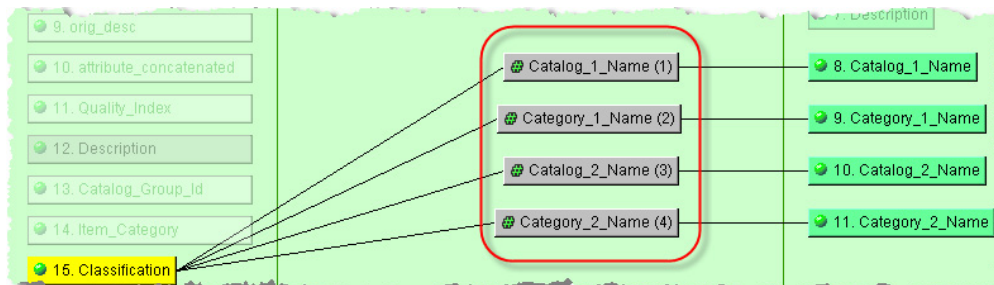 9. orig_desc
10. attribute_concatenated
11. Quality_Index
12. Description
13. Catalog_Group_Id
14. Item_Category
15. Classification
Catalog_1_Name (1)
Category_1_Name (2)
Catalog_2_Name (3)
Category_2_Name (4)
7. Description
8. Catalog_1_Name
9. Category_1_Name
10. Catalog_2_Name
11. Category_2_Name